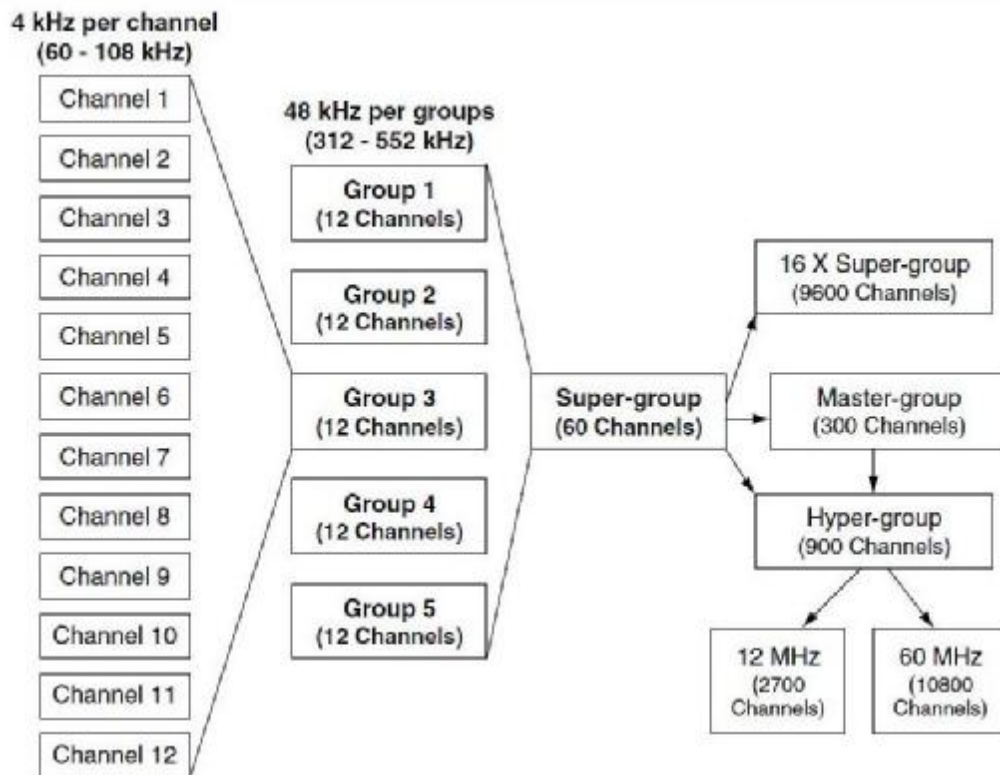 4 kHz per channel
(60 - 108 kHz)
Channel 1
Channel 2
Channel 3
Channel 4
Channel 5
Channel 6
Channel 7
Channel 8
Channel 9
Channel 10
Channel 11
Channel 12
48 kHz per groups
(312 - 552 kHz)
Group 1
(12 Channels)
Group 2
(12 Channels)
Group 3
(12 Channels)
Group 4
(12 Channels)
Group 5
(12 Channels)
Super-group
(60 Channels)
16 X Super-group
(9600 Channels)
Master-group
(300 Channels)
Hyper-group
(900 Channels)
12 MHz
(2700
Channels)
60 MHz
(10800
Channels)